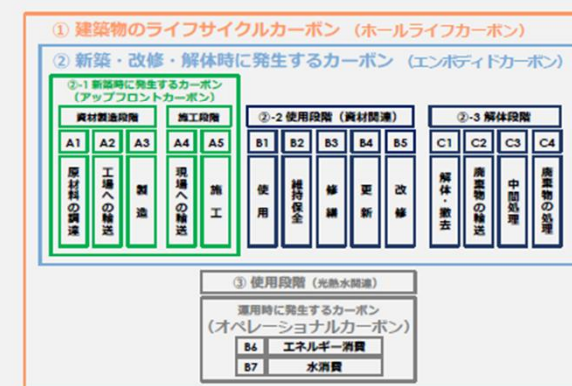 ① 建築物のライフサイクルカーボン（ホールライフカーボン）
② 新築・改修・解体時に発生するカーボン（エンボディドカーボン）
②-1 新築時に発生するカーボン
（アップフロントカーボン）
資材製造段階 施工段階 ②-2 使用段階（資材関連） ②-3 解体段階
A1 A2 A3 A4 A5 B1 B2 B3 B4 B5 C1 C2 C3 C4
原材料の調達
工場への輸送
製造
現場への輸送
施工
使用
維持保全
修繕
更新
改修
解体・撤去
廃棄物の輸送
中間処理
廃棄物の処理
③ 使用段階（光熱水関連）
運用時に発生するカーボン
（オペレーショナルカーボン）
B6 エネルギー消費
B7 水消費